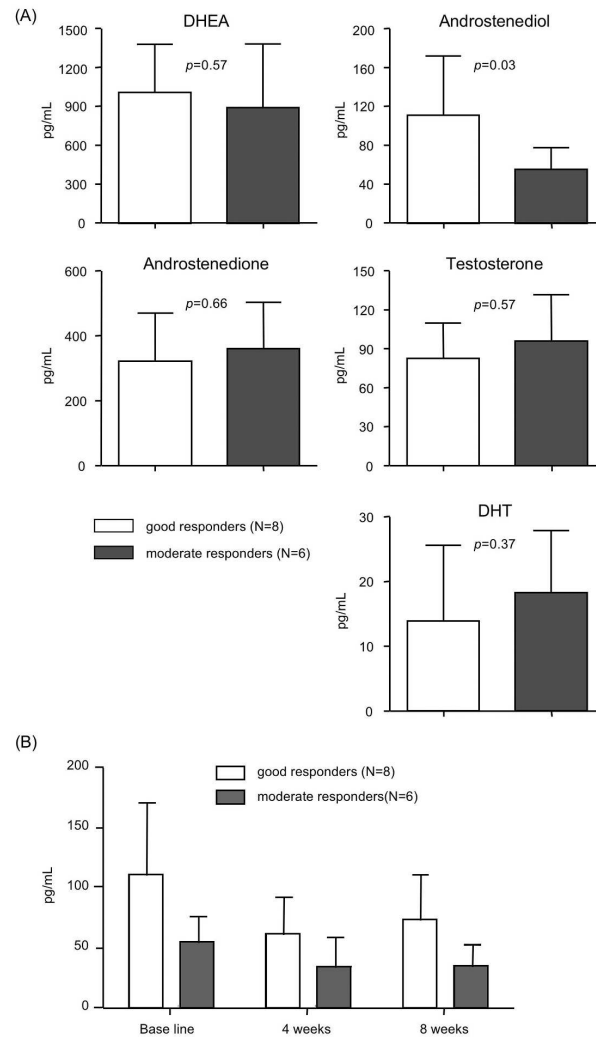 (A)
DHEA
1500
1200
900
600
300
0
pg/mL
p=0.57
Androstenediol
200
160
120
80
40
0
pg/mL
p=0.03
Androstenedione
600
400
200
0
pg/mL
p=0.66
Testosterone
150
120
90
60
30
0
pg/mL
p=0.57
good responders (N=8)
moderate responders (N=6)
DHT
30
20
10
0
pg/mL
p=0.37
(B)
200
150
100
50
0
pg/mL
good responders (N=8)
moderate responders(N=6)
Base line
4 weeks
8 weeks